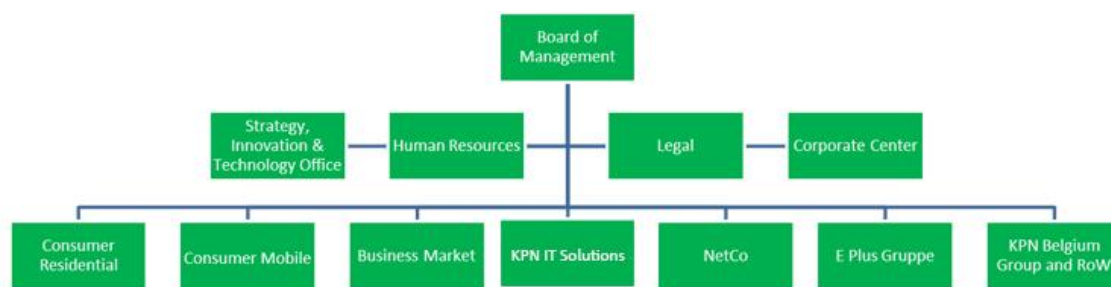 Board of
Management
Strategy,
Innovation &
Technology Office
Human Resources
Legal
Corporate Center
Consumer
Residential
Consumer Mobile
Business Market
KPN IT Solutions
NetCo
E Plus Gruppe
KPN Belgium
Group and RoW